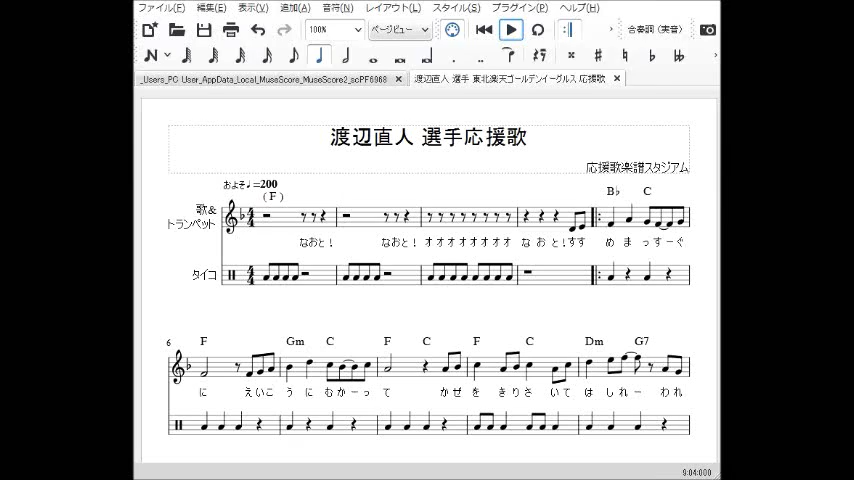 ファイル(F) 編集(E) 表示(V) 追加(A) 音符(N) レイアウト(L) スタイル(S) プラグイン(P) ヘルプ(H)
100% ページビュー 合奏調 (実音)
N
_Users_PC User_AppData_Local_MuseScore_MuseScore2_scPF6968 × 渡辺直人 選手 東北楽天ゴールデンイーグルス 応援歌 ×
渡辺直人 選手応援歌
応援歌楽譜スタジアム
およそ♩=200
( F ) B♭ C
歌&
トランペット
なおと! なおと! オオオオオオオオ なおと!すす めまっすーぐ
タイコ
6 F Gm C F C F C Dm G7
に えいこうにむかーって かぜをきりさいて はしれーわれ
9:04:000